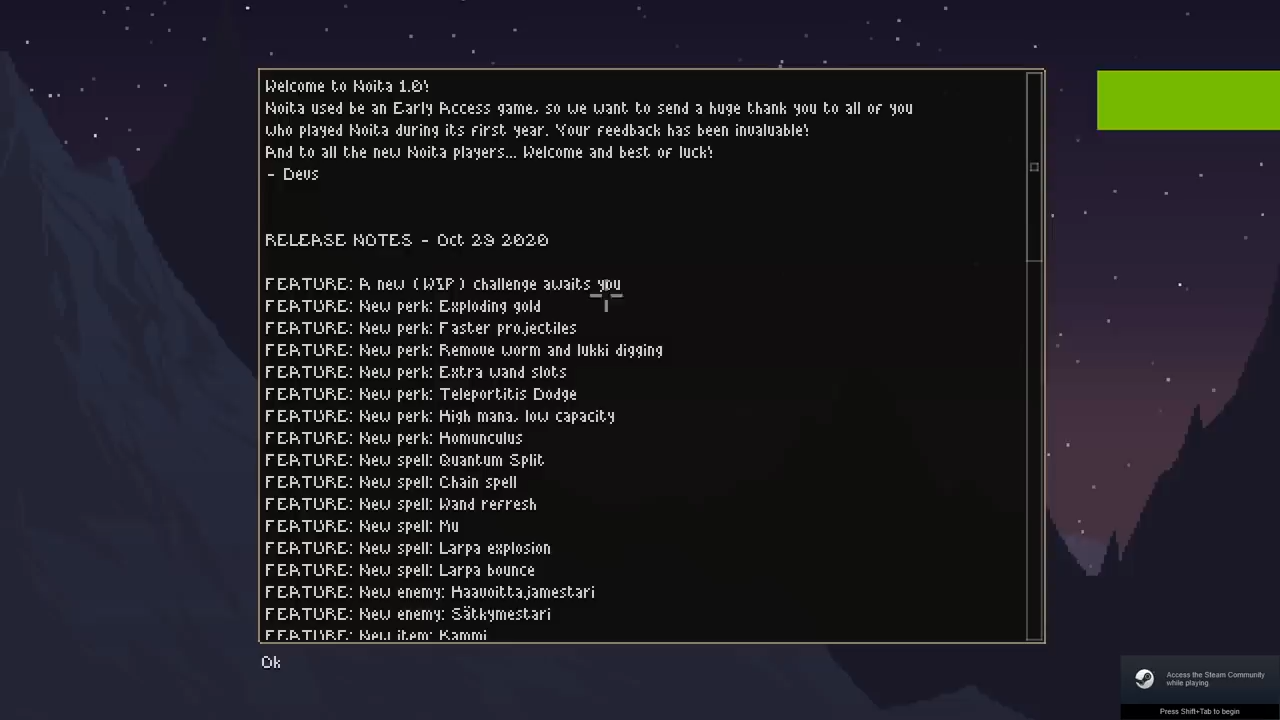 Welcome to Noita 1.0!
Noita used be an Early Access game, so we want to send a huge thank you to all of you
who played Noita during its first year. Your feedback has been invaluable!
And to all the new Noita players... Welcome and best of luck!
- Devs
RELEASE NOTES - Oct 29 2020
FEATURE: A new (WIP) challenge awaits you
FEATURE: New perk: Exploding gold
FEATURE: New perk: Faster projectiles
FEATURE: New perk: Remove worm and lukki digging
FEATURE: New perk: Extra wand slots
FEATURE: New perk: Teleportitis Dodge
FEATURE: New perk: High mana, low capacity
FEATURE: New perk: Homunculus
FEATURE: New spell: Quantum Split
FEATURE: New spell: Chain spell
FEATURE: New spell: Wand refresh
FEATURE: New spell: Mu
FEATURE: New spell: Larpa explosion
FEATURE: New spell: Larpa bounce
FEATURE: New enemy: Haavoittajamestari
FEATURE: New enemy: Sätkymestari
FEATURE: New item: Kammi
Ok
Access the Steam Community
while playing
Press Shift+Tab to begin